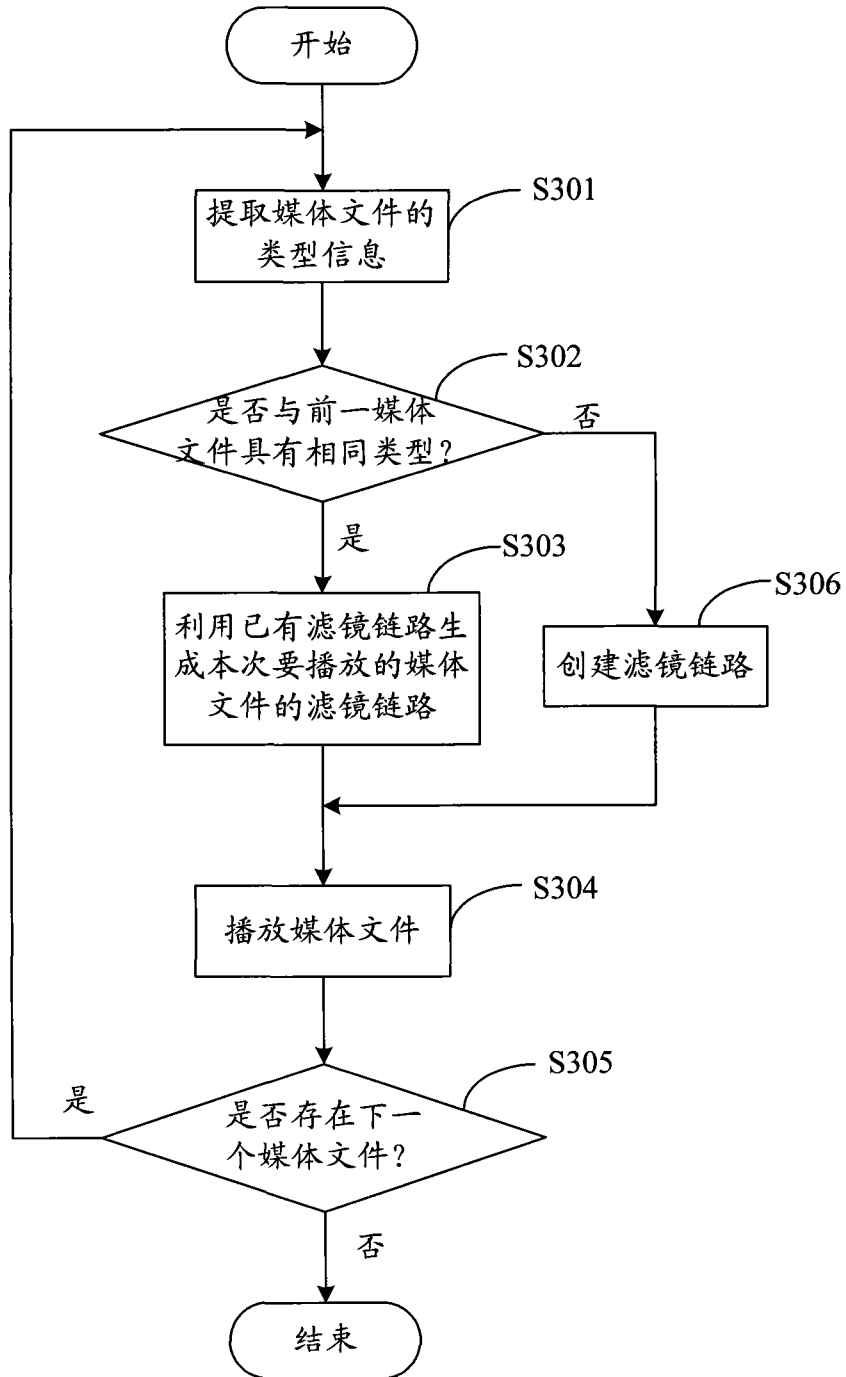 开始
S301
提取媒体文件的
类型信息
S302
是否与前一媒体
文件具有相同类型？
否
是
S303
利用已有滤镜链路生
成本次要播放的媒体
文件的滤镜链路
S306
创建滤镜链路
S304
播放媒体文件
S305
是
是否存在下一
个媒体文件？
否
结束